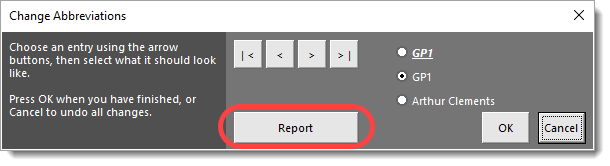 Change Abbreviations
Choose an entry using the arrow
buttons, then select what it should look
like.
Press OK when you have finished, or
Cancel to undo all changes.
|< < > >|
GP1
GP1
Arthur Clements
Report OK Cancel